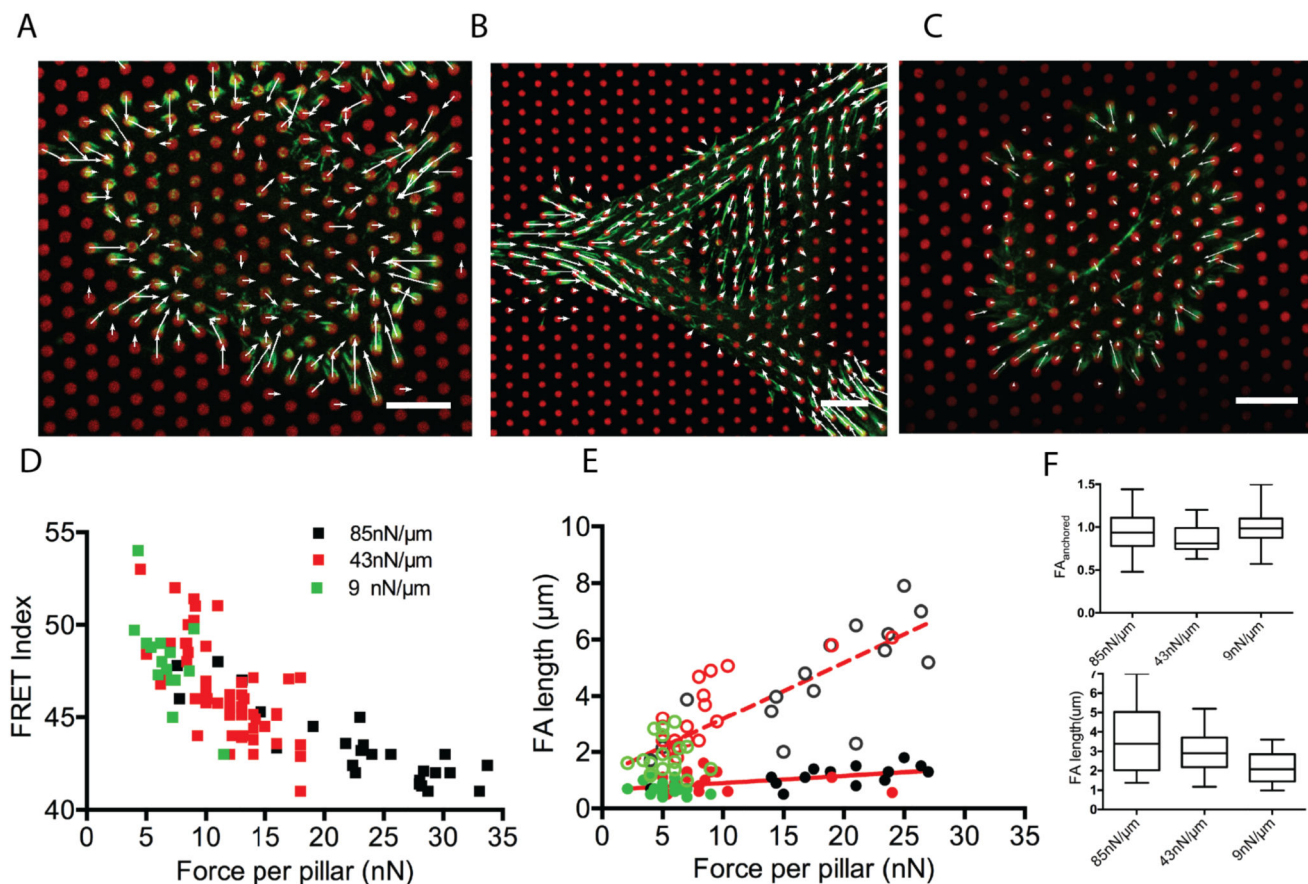 A
B
C
D
E
F
55
50
45
40
FRET Index
0
5
10
15
20
25
30
35
Force per pillar (nN)
85nN/μm
43nN/μm
9 nN/μm
10
8
6
4
2
0
FA length (μm)
0
5
10
15
20
25
30
35
Force per pillar (nN)
1.5
1.0
0.5
0.0
FAanchored
85nN/μm
43nN/μm
9nN/μm
7
6
5
4
3
2
1
0
FA length(um)
85nN/μm
43nN/μm
9nN/μm